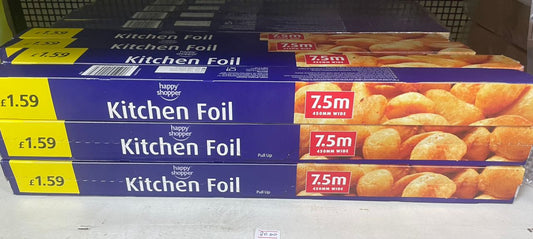 £1.59
Kitchen Foil
7.5m
£1.59
Kitchen Foil
7.5m
£1.59
happy shopper
Kitchen Foil
7.5m
450MM WIDE
£1.59
happy shopper
Kitchen Foil
Pull Up
7.5m
450MM WIDE
£1.59
happy shopper
Kitchen Foil
Pull Up
7.5m
450MM WIDE